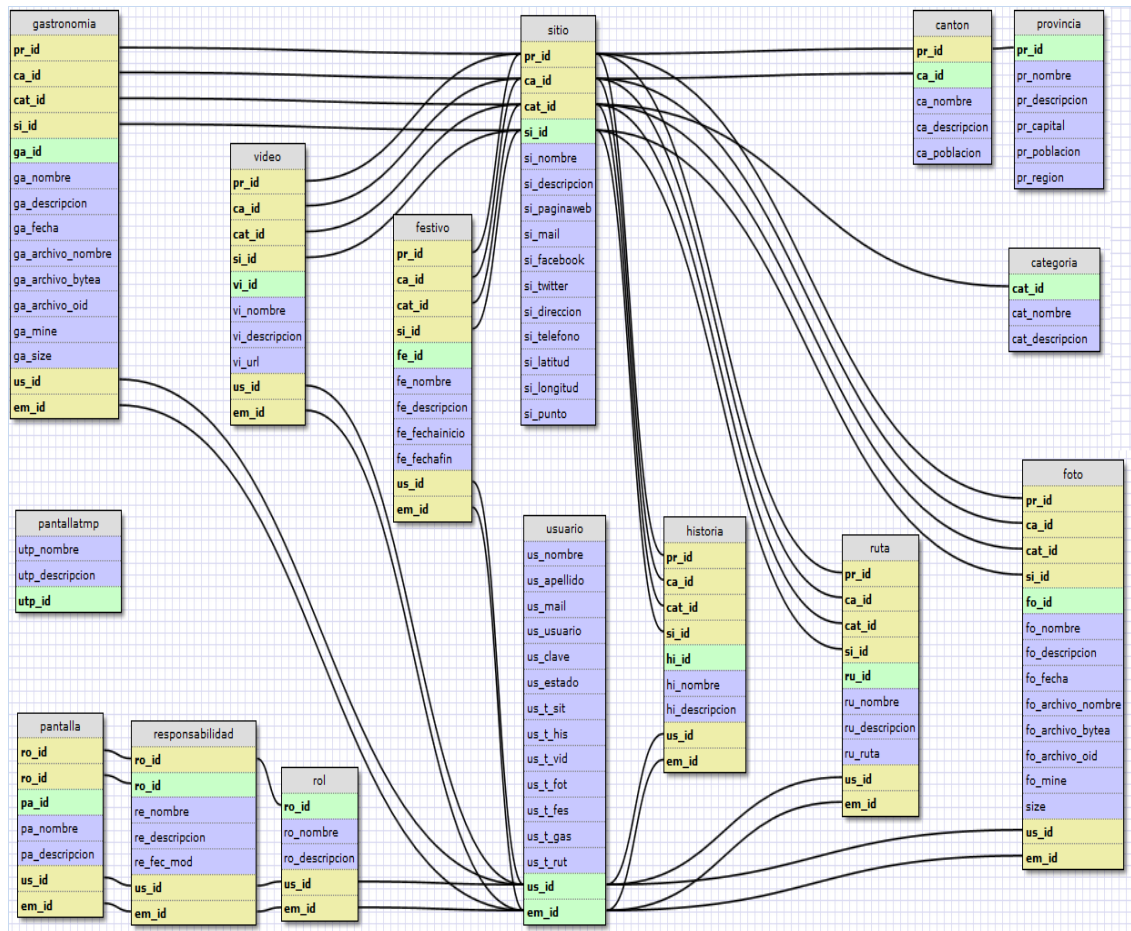 gastronomia
pr_id
ca_id
cat_id
si_id
ga_id
ga_nombre
ga_descripcion
ga_fecha
ga_archivo_nombre
ga_archivo_bytea
ga_archivo_oid
ga_mine
ga_size
us_id
em_id
video
pr_id
ca_id
cat_id
si_id
vi_id
vi_nombre
vi_descripcion
vi_url
us_id
em_id
festivo
pr_id
ca_id
cat_id
si_id
fe_id
fe_nombre
fe_descripcion
fe_fechainicio
fe_fechafin
us_id
em_id
sitio
pr_id
ca_id
cat_id
si_id
si_nombre
si_descripcion
si_paginaweb
si_mail
si_facebook
si_twitter
si_direccion
si_telefono
si_latitud
si_longitud
si_punto
canton
pr_id
ca_id
ca_nombre
ca_descripcion
ca_poblacion
provincia
pr_id
pr_nombre
pr_descripcion
pr_capital
pr_poblacion
pr_region
categoria
cat_id
cat_nombre
cat_descripcion
pantallatmp
utp_nombre
utp_descripcion
utp_id
pantalla
ro_id
ro_id
pa_id
pa_nombre
pa_descripcion
us_id
em_id
responsabilidad
ro_id
ro_id
re_nombre
re_descripcion
re_fec_mod
us_id
em_id
rol
ro_id
ro_nombre
ro_descripcion
us_id
em_id
usuario
us_nombre
us_apellido
us_mail
us_usuario
us_clave
us_estado
us_t_sit
us_t_his
us_t_vid
us_t_fot
us_t_fes
us_t_gas
us_t_rut
us_id
em_id
historia
pr_id
ca_id
cat_id
si_id
hi_id
hi_nombre
hi_descripcion
us_id
em_id
ruta
pr_id
ca_id
cat_id
si_id
ru_id
ru_nombre
ru_descripcion
ru_ruta
us_id
em_id
foto
pr_id
ca_id
cat_id
si_id
fo_id
fo_nombre
fo_descripcion
fo_fecha
fo_archivo_nombre
fo_archivo_bytea
fo_archivo_oid
fo_mine
size
us_id
em_id